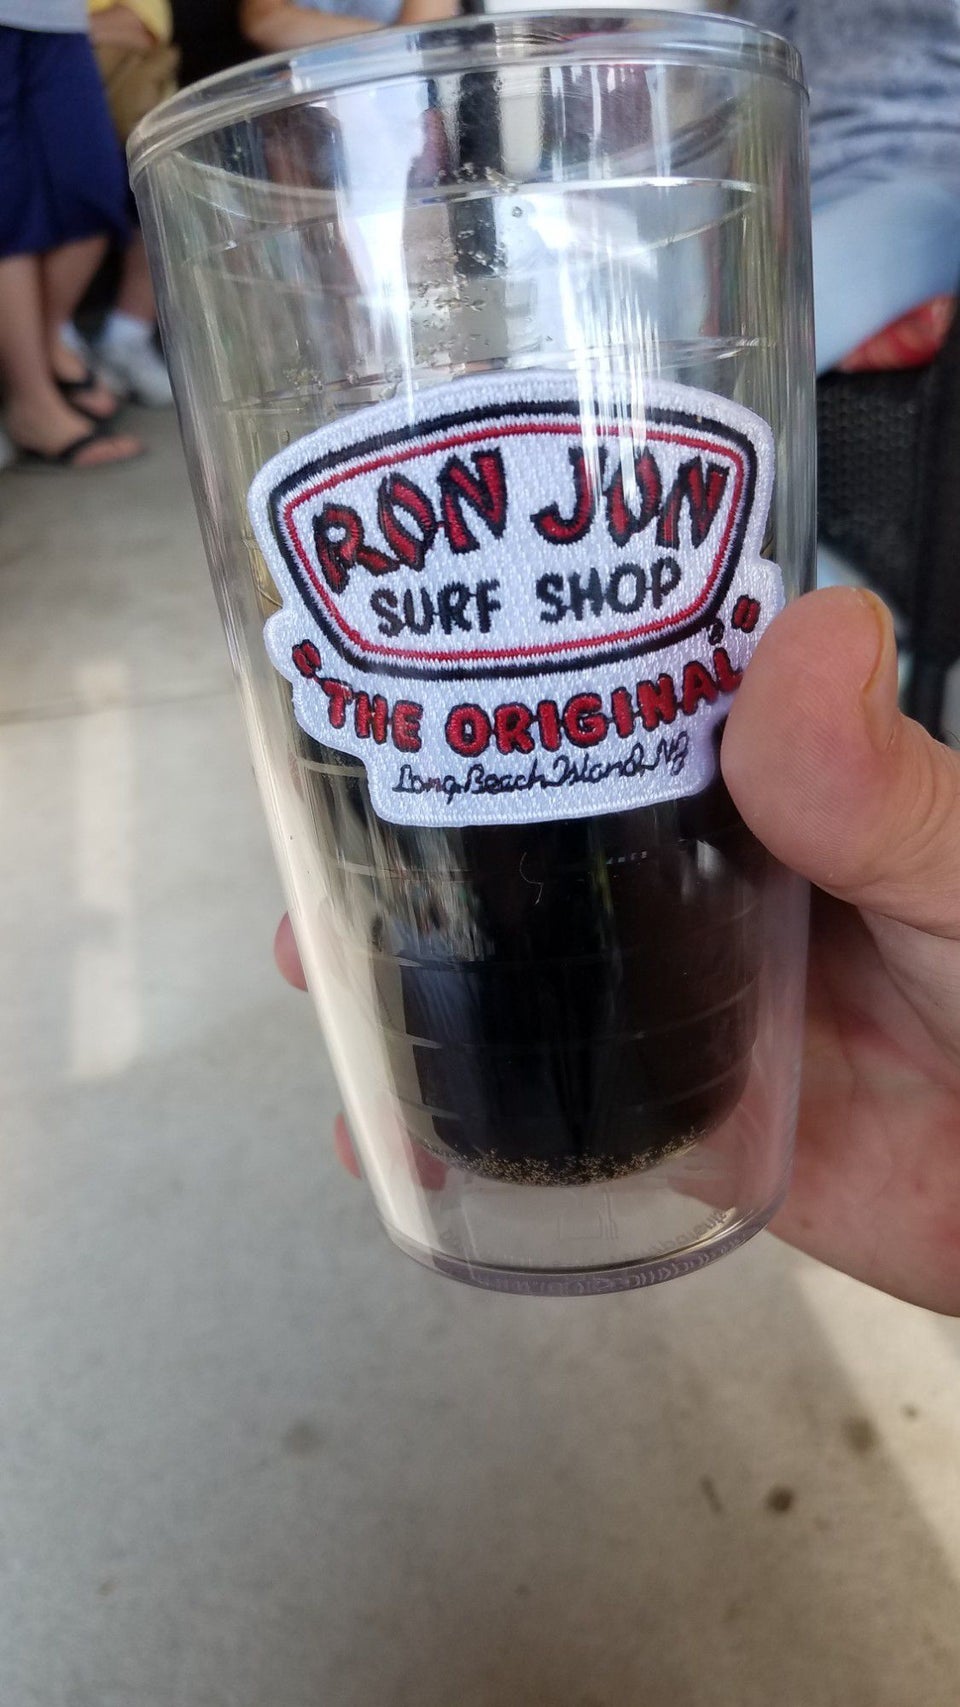 RON JON
SURF SHOP
®
"THE ORIGINAL"
Long Beach Island, NJ